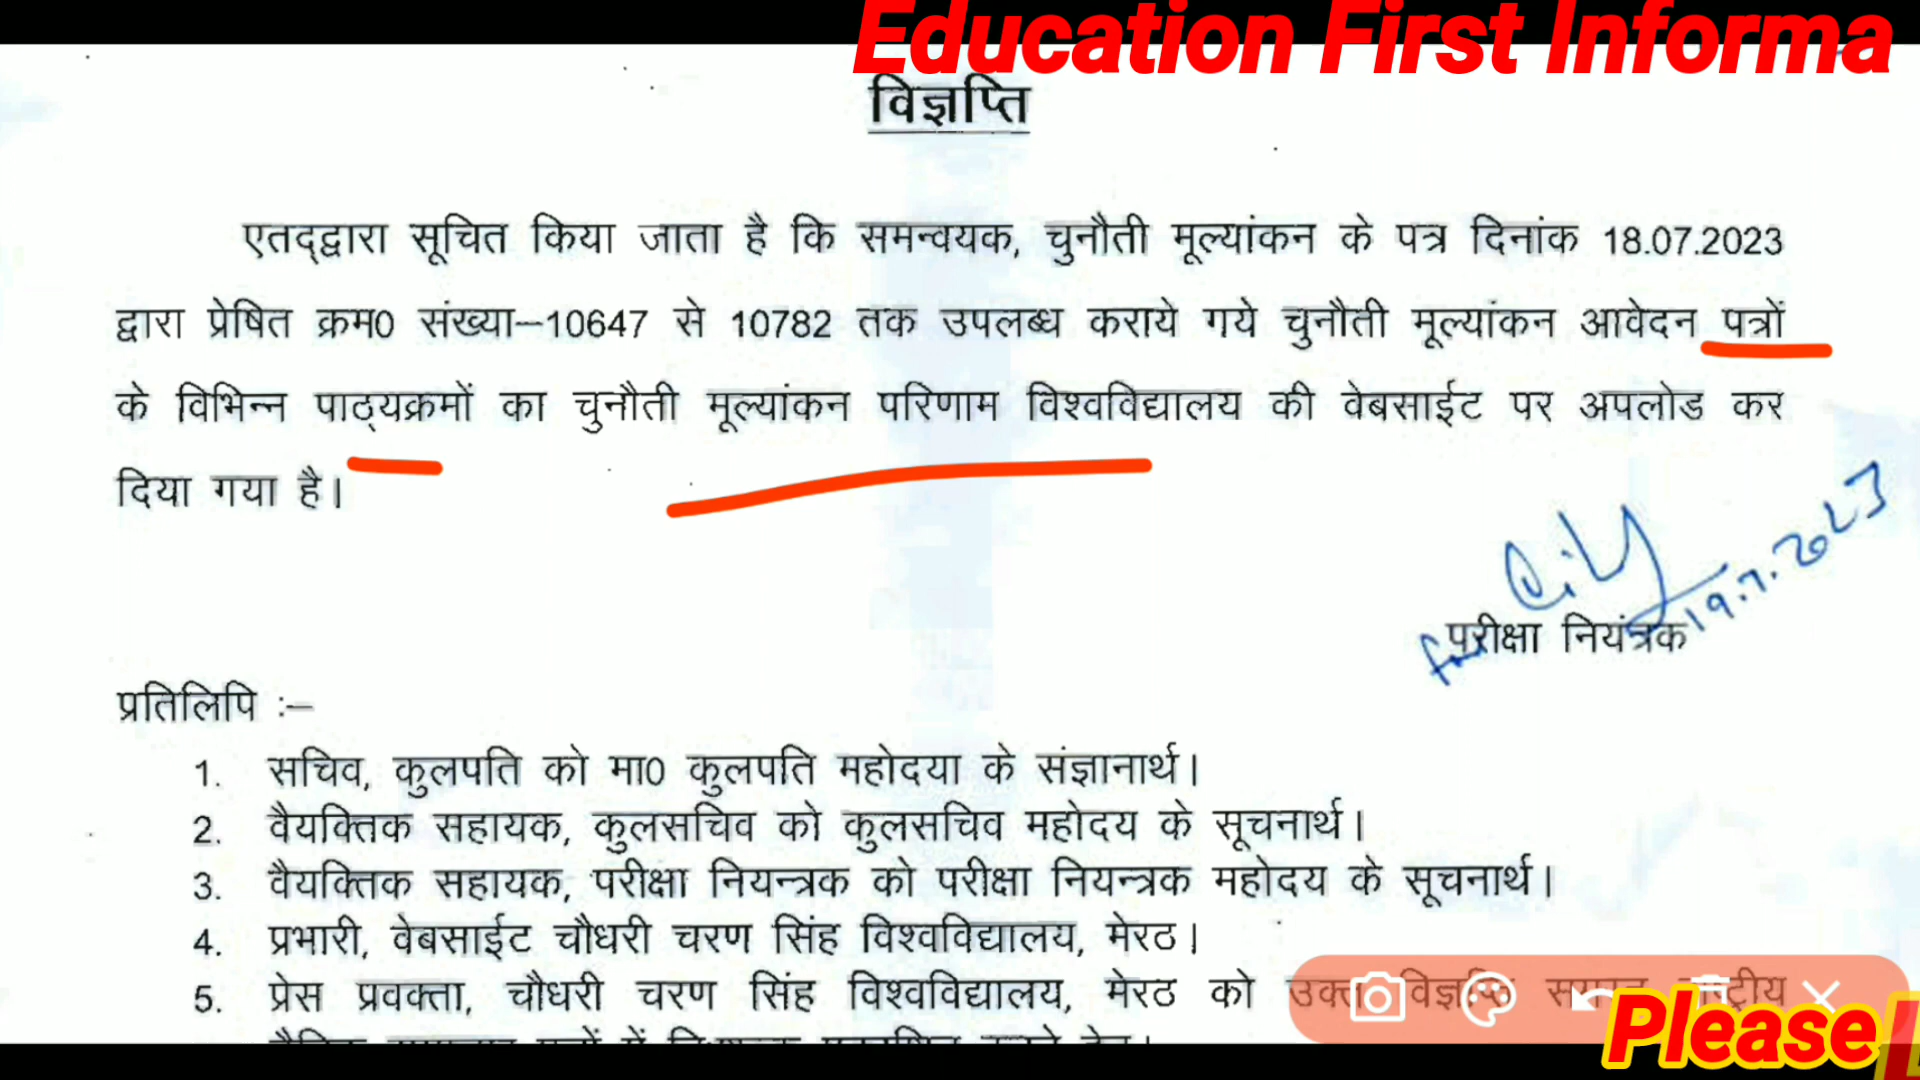 Education First Informa
विज्ञप्ति
एतद्द्वारा सूचित किया जाता है कि समन्वयक, चुनौती मूल्यांकन के पत्र दिनांक 18.07.2023
द्वारा प्रेषित क्रम0 संख्या–10647 से 10782 तक उपलब्ध कराये गये चुनौती मूल्यांकन आवेदन पत्रों
के विभिन्न पाठ्यक्रमों का चुनौती मूल्यांकन परिणाम विश्वविद्यालय की वेबसाईट पर अपलोड कर
दिया गया है।
19.7.2023
for परीक्षा नियंत्रक
प्रतिलिपि :–
1. सचिव, कुलपति को मा0 कुलपति महोदया के संज्ञानार्थ।
2. वैयक्तिक सहायक, कुलसचिव को कुलसचिव महोदय के सूचनार्थ।
3. वैयक्तिक सहायक, परीक्षा नियन्त्रक को परीक्षा नियन्त्रक महोदय के सूचनार्थ।
4. प्रभारी, वेबसाईट चौधरी चरण सिंह विश्वविद्यालय, मेरठ।
5. प्रेस प्रवक्ता, चौधरी चरण सिंह विश्वविद्यालय, मेरठ को उक्त विज्ञप्ति
Please L